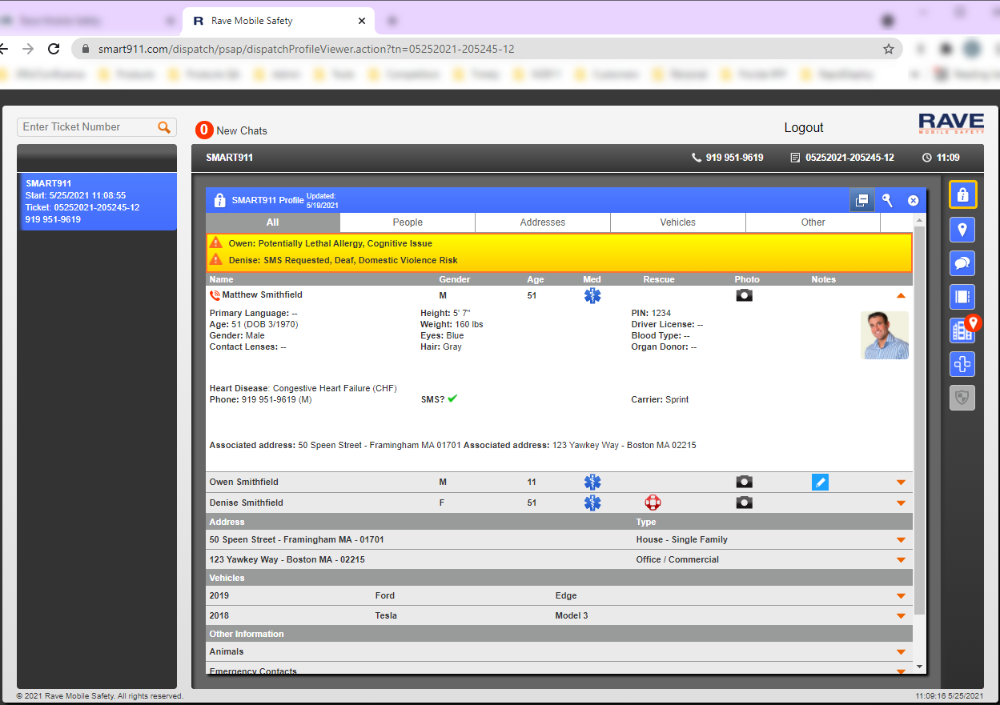 Rave Mobile Safety
smart911.com/dispatch/psap/dispatchProfileViewer.action?tn=05252021-205245-12
Enter Ticket Number
0 New Chats
Logout
RAVE
MOBILE SAFETY
SMART911
919 951-9619
05252021-205245-12
11:09
SMART911
Start: 5/25/2021 11:08:55
Ticket: 05252021-205245-12
919 951-9619
SMART911 Profile Updated: 5/19/2021
All People Addresses Vehicles Other
Owen: Potentially Lethal Allergy, Cognitive Issue
Denise: SMS Requested, Deaf, Domestic Violence Risk
Name Gender Age Med Rescue Photo Notes
Matthew Smithfield M 51
Primary Language: -- Height: 5' 7" PIN: 1234
Age: 51 (DOB 3/1970) Weight: 160 lbs Driver License: --
Gender: Male Eyes: Blue Blood Type: --
Contact Lenses: -- Hair: Gray Organ Donor: --
Heart Disease: Congestive Heart Failure (CHF)
Phone: 919 951-9619 (M) SMS? Carrier: Sprint
Associated address: 50 Speen Street - Framingham MA 01701 Associated address: 123 Yawkey Way - Boston MA 02215
Owen Smithfield M 11
Denise Smithfield F 51
Address Type
50 Speen Street - Framingham MA - 01701 House - Single Family
123 Yawkey Way - Boston MA - 02215 Office / Commercial
Vehicles
2019 Ford Edge
2018 Tesla Model 3
Other Information
Animals
Emergency Contacts
© 2021 Rave Mobile Safety. All rights reserved.
11:09:16 5/25/2021